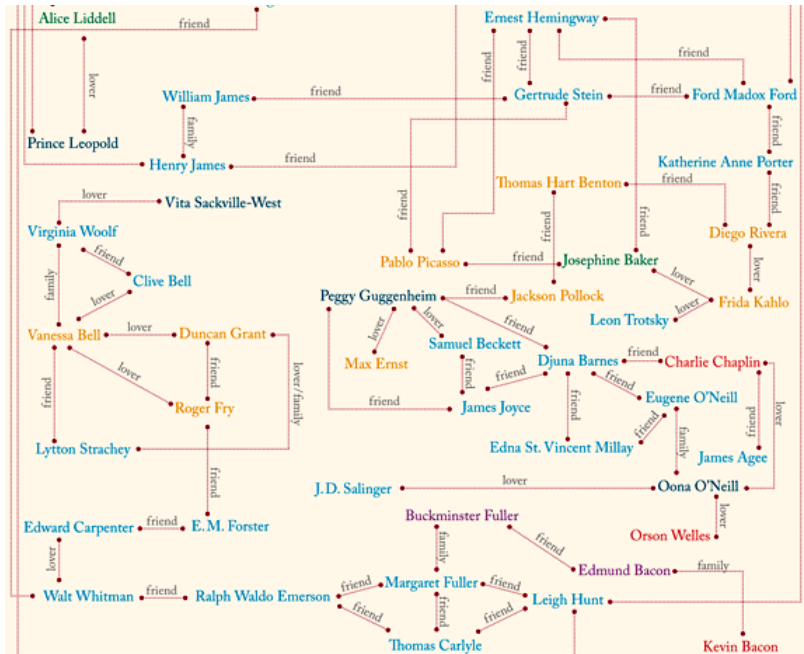 Alice Liddell
friend
Ernest Hemingway
friend
lover
friend
friend
William James
friend
Gertrude Stein
friend
Ford Madox Ford
family
friend
Prince Leopold
Henry James
friend
Katherine Anne Porter
Thomas Hart Benton
friend
friend
lover
Vita Sackville-West
friend
friend
friend
Virginia Woolf
Diego Rivera
friend
Pablo Picasso
friend
Josephine Baker
family
Clive Bell
lover
lover
lover
Peggy Guggenheim
friend
Jackson Pollock
lover
Frida Kahlo
Leon Trotsky
Vanessa Bell
lover
Duncan Grant
lover
lover
friend
Samuel Beckett
Max Ernst
friend
Djuna Barnes
friend
Charlie Chaplin
lover
friend
lover/family
friend
friend
friend
Eugene O'Neill
friend
Roger Fry
friend
James Joyce
friend
friend
friend
lover
Lytton Strachey
Edna St. Vincent Millay
family
James Agee
friend
J.D. Salinger
lover
Oona O'Neill
Buckminster Fuller
lover
Edward Carpenter
friend
E.M. Forster
Orson Welles
family
friend
lover
Edmund Bacon
family
Walt Whitman
friend
Ralph Waldo Emerson
friend
Margaret Fuller
friend
Leigh Hunt
friend
friend
friend
Thomas Carlyle
Kevin Bacon